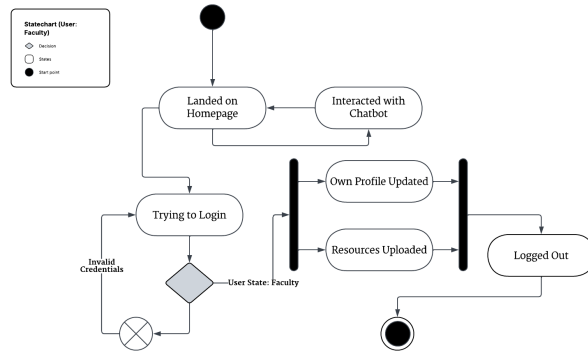 Statechart (User:
Faculty)
Decision
States
Start point
Landed on
Homepage
Interacted with
Chatbot
Own Profile Updated
Trying to Login
Resources Uploaded
Logged Out
Invalid
Credentials
User State: Faculty